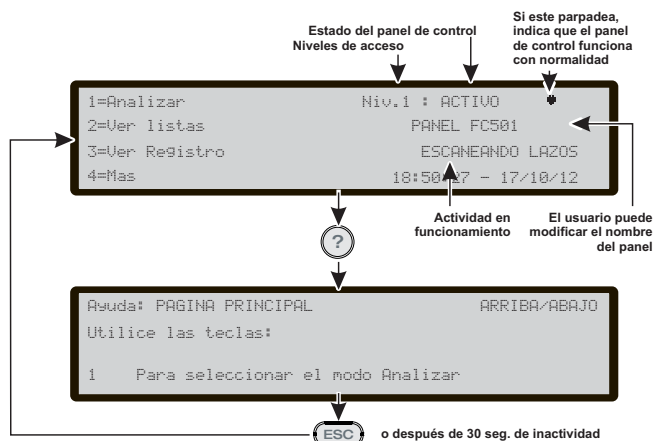 Estado del panel de control
Niveles de acceso
Si este parpadea,
indica que el panel
de control funciona
con normalidad
1=Analizar Niv.1 : ACTIVO
2=Ver listas PANEL FC501
3=Ver Registro ESCANEANDO LAZOS
4=Mas 18:50:27 - 17/10/12
Actividad en
funcionamiento
El usuario puede
modificar el nombre
del panel
?
Ayuda: PAGINA PRINCIPAL ARRIBA/ABAJO
Utilice las teclas:
1 Para seleccionar el modo Analizar
ESC o después de 30 seg. de inactividad